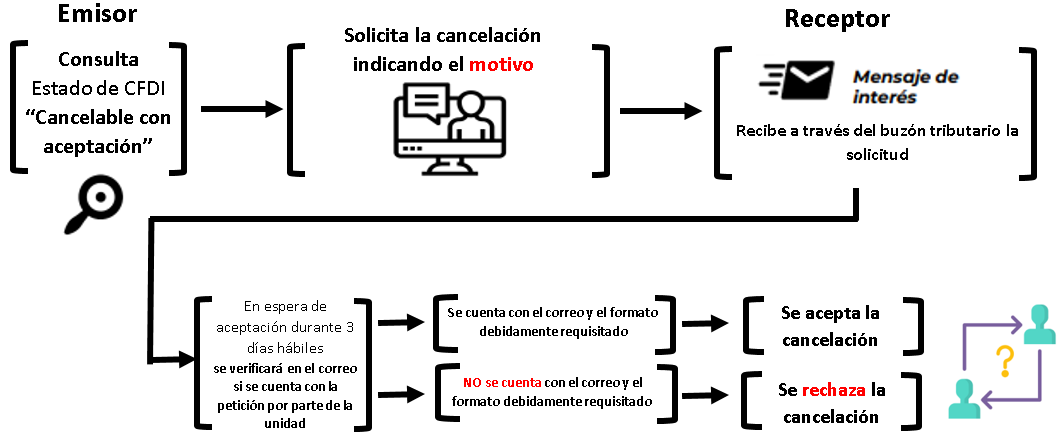 Emisor
Consulta
Estado de CFDI
“Cancelable con
aceptación”
Solicita la cancelación
indicando el motivo
Receptor
Mensaje de
interés
Recibe a través del buzón tributario la
solicitud
En espera de
aceptación durante 3
días hábiles
se verificará en el correo
si se cuenta con la
petición por parte de la
unidad
Se cuenta con el correo y el formato
debidamente requisitado
Se acepta la
cancelación
NO se cuenta con el correo y el
formato debidamente requisitado
Se rechaza la
cancelación
?